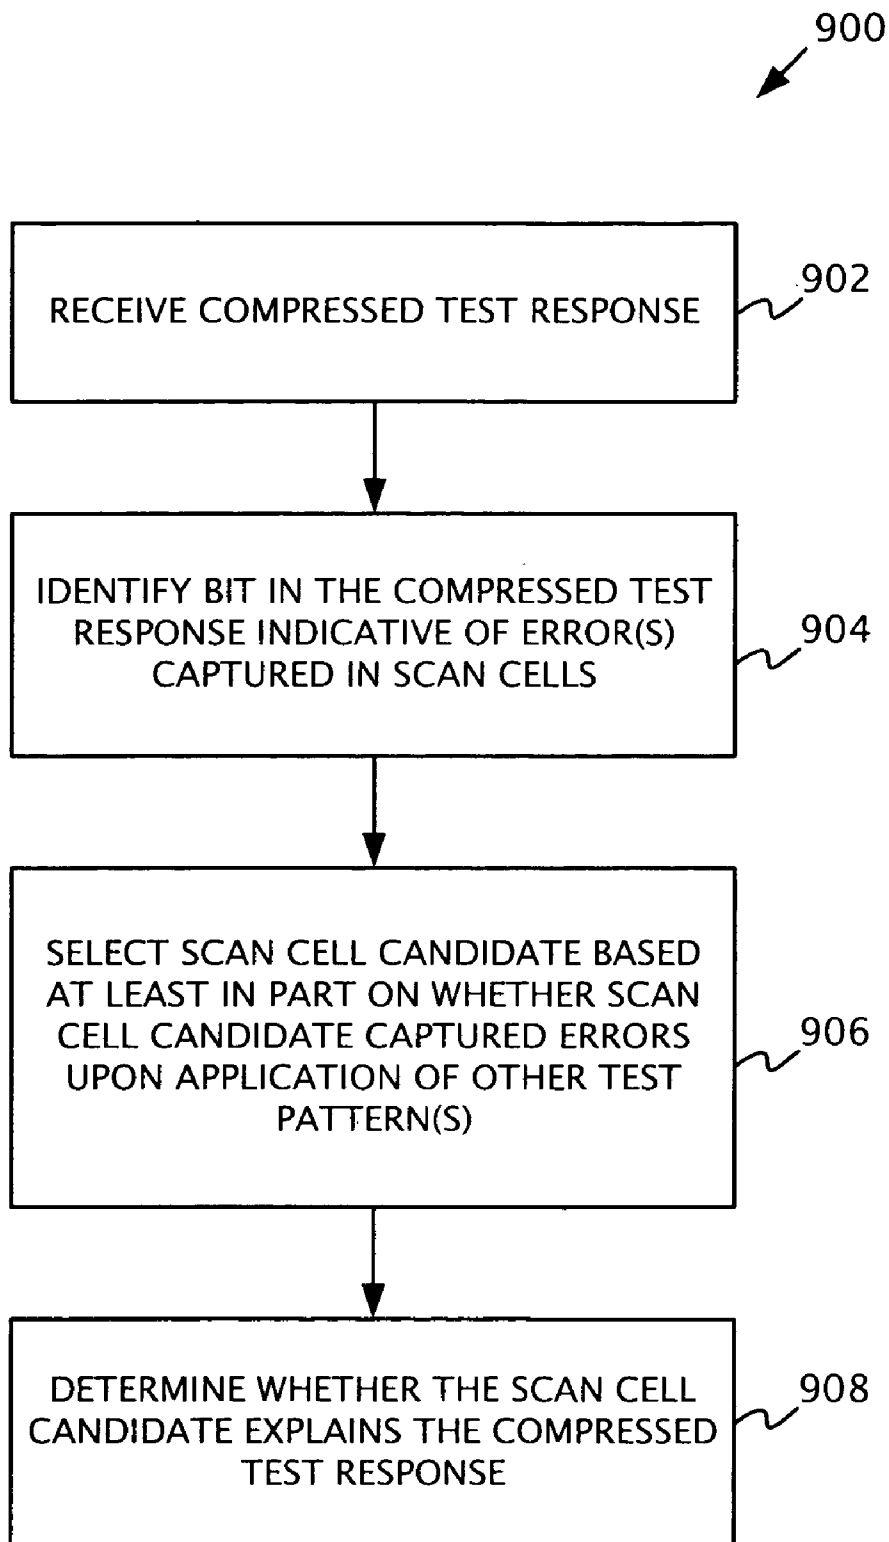 900
RECEIVE COMPRESSED TEST RESPONSE
902
IDENTIFY BIT IN THE COMPRESSED TEST
RESPONSE INDICATIVE OF ERROR(S)
CAPTURED IN SCAN CELLS
904
SELECT SCAN CELL CANDIDATE BASED
AT LEAST IN PART ON WHETHER SCAN
CELL CANDIDATE CAPTURED ERRORS
UPON APPLICATION OF OTHER TEST
PATTERN(S)
906
DETERMINE WHETHER THE SCAN CELL
CANDIDATE EXPLAINS THE COMPRESSED
TEST RESPONSE
908